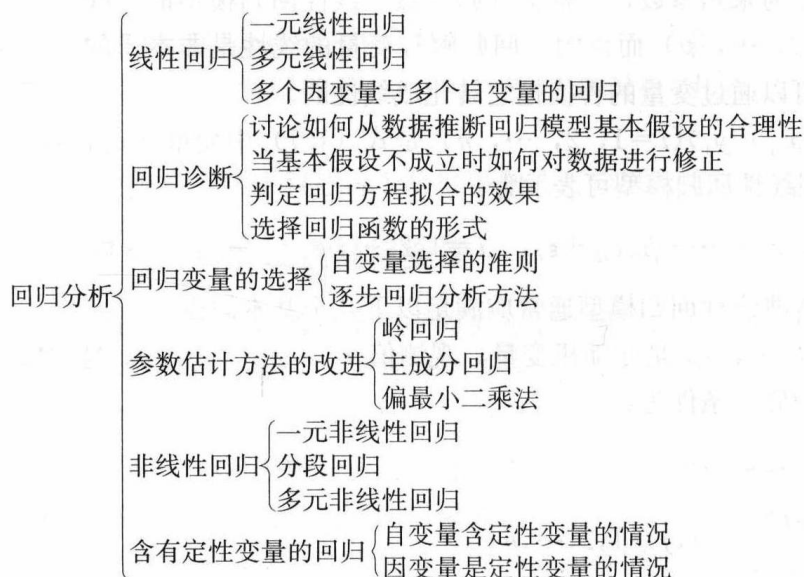 一元线性回归
线性回归 多元线性回归
多个因变量与多个自变量的回归
讨论如何从数据推断回归模型基本假设的合理性
当基本假设不成立时如何对数据进行修正
回归诊断
判定回归方程拟合的效果
选择回归函数的形式
自变量选择的准则
回归变量的选择
逐步回归分析方法
回归分析
岭回归
参数估计方法的改进 主成分回归
偏最小二乘法
一元非线性回归
非线性回归 分段回归
多元非线性回归
自变量含定性变量的情况
含有定性变量的回归
因变量是定性变量的情况